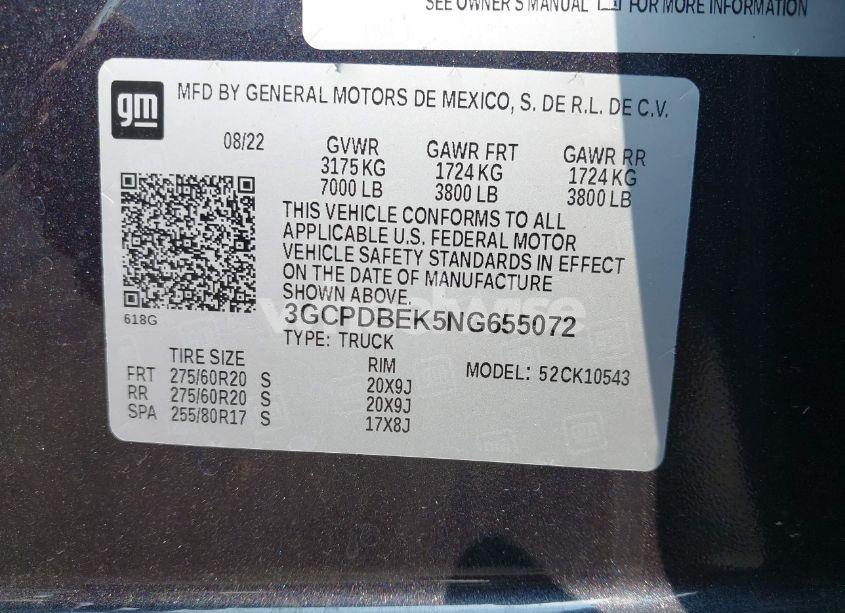 SEE OWNER'S MANUAL FOR MORE INFORMATION
gm
MFD BY GENERAL MOTORS DE MEXICO, S. DE R.L. DE C.V.
08/22 GVWR GAWR FRT GAWR RR
3175 KG 1724 KG 1724 KG
7000 LB 3800 LB 3800 LB
THIS VEHICLE CONFORMS TO ALL
APPLICABLE U.S. FEDERAL MOTOR
VEHICLE SAFETY STANDARDS IN EFFECT
ON THE DATE OF MANUFACTURE
SHOWN ABOVE.
618G
3GCPDBEK5NG655072
TYPE: TRUCK
TIRE SIZE RIM MODEL: 52CK10543
FRT 275/60R20 S 20X9J
RR 275/60R20 S 20X9J
SPA 255/80R17 S 17X8J